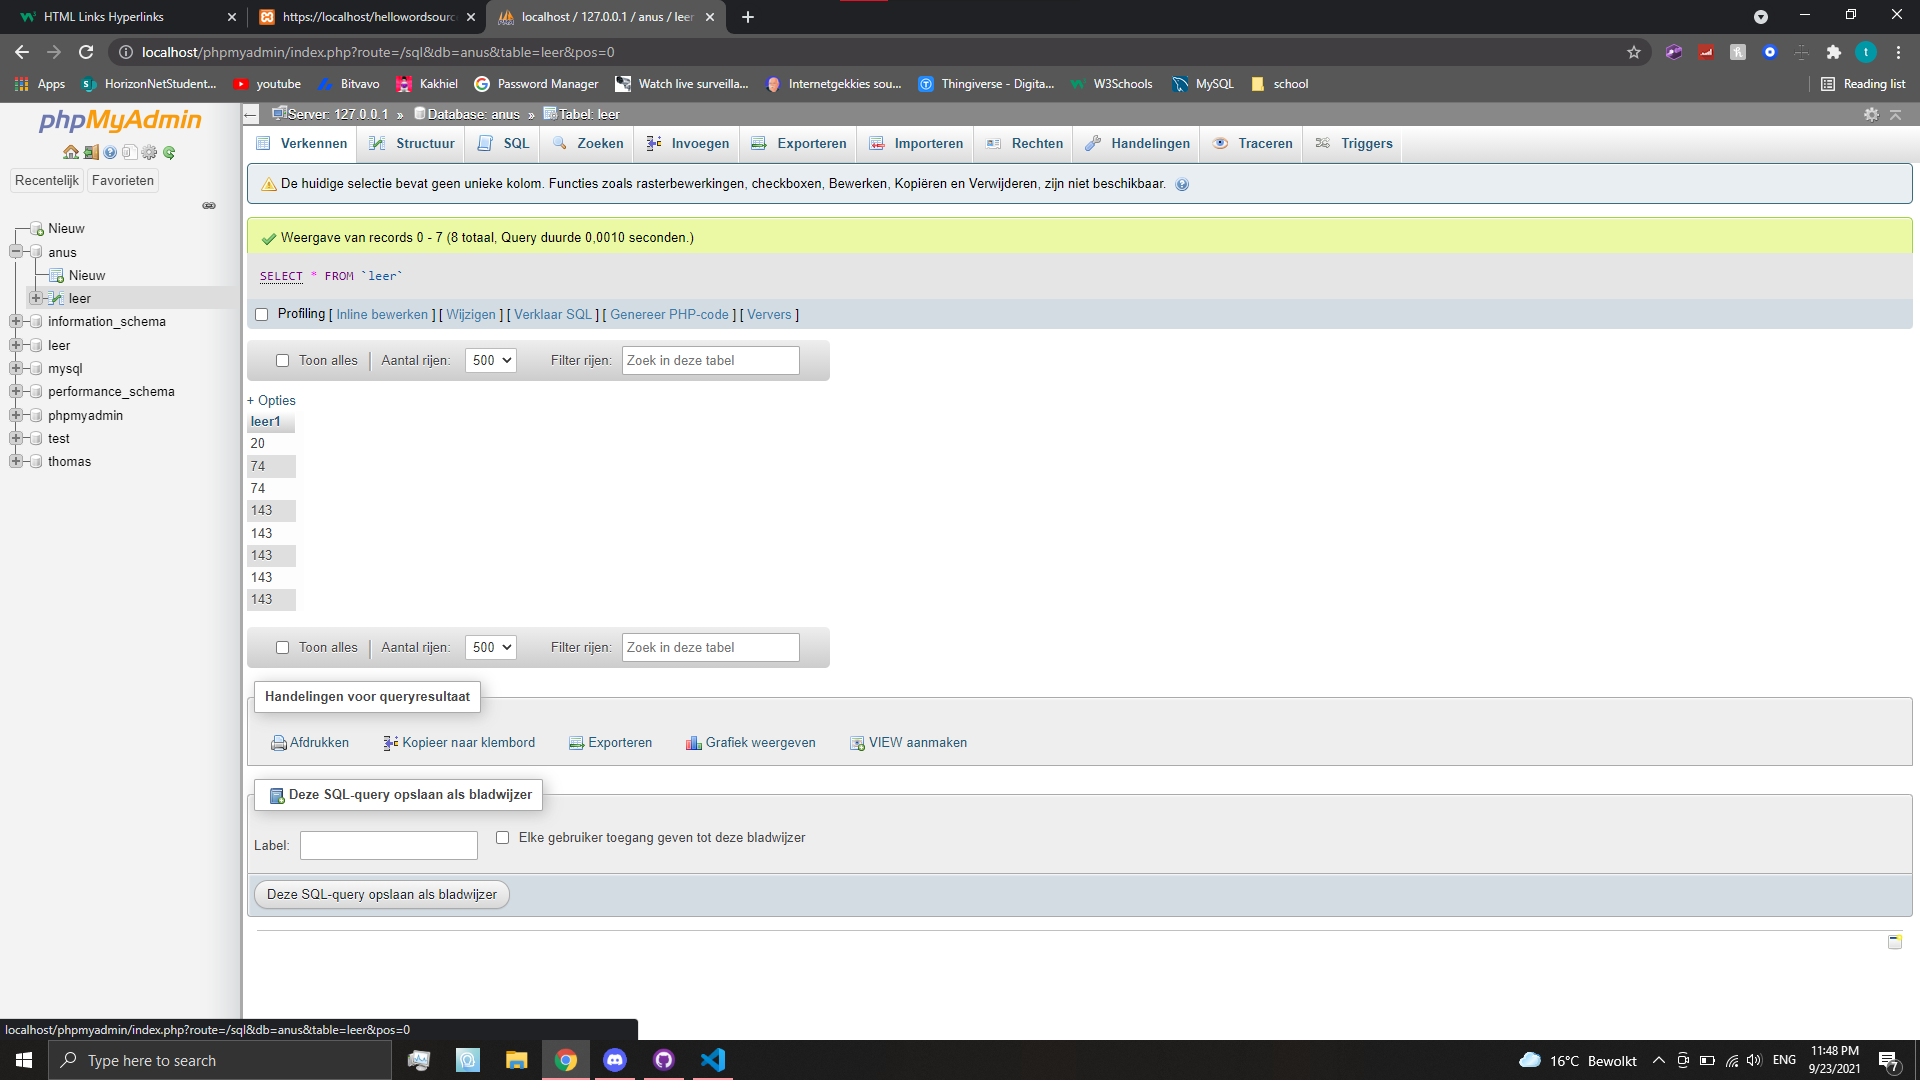 HTML Links Hyperlinks
https://localhost/hellowordsourc
localhost / 127.0.0.1 / anus / leer
localhost/phpmyadmin/index.php?route=/sql&db=anus&table=leer&pos=0
t
Apps
HorizonNetStudent...
youtube
Bitvavo
Kakhiel
Password Manager
Watch live surveilla...
Internetgekkies sou...
Thingiverse - Digita...
W3Schools
MySQL
school
Reading list
phpMyAdmin
Recentelijk
Favorieten
Nieuw
anus
Nieuw
leer
information_schema
leer
mysql
performance_schema
phpmyadmin
test
thomas
Server: 127.0.0.1 » Database: anus » Tabel: leer
Verkennen
Structuur
SQL
Zoeken
Invoegen
Exporteren
Importeren
Rechten
Handelingen
Traceren
Triggers
De huidige selectie bevat geen unieke kolom. Functies zoals rasterbewerkingen, checkboxen, Bewerken, Kopiëren en Verwijderen, zijn niet beschikbaar.
Weergave van records 0 - 7 (8 totaal, Query duurde 0,0010 seconden.)
SELECT * FROM `leer`
Profiling [ Inline bewerken ] [ Wijzigen ] [ Verklaar SQL ] [ Genereer PHP-code ] [ Ververs ]
Toon alles | Aantal rijen: 500 Filter rijen: Zoek in deze tabel
+ Opties
leer1
20
74
74
143
143
143
143
143
Toon alles | Aantal rijen: 500 Filter rijen: Zoek in deze tabel
Handelingen voor queryresultaat
Afdrukken
Kopieer naar klembord
Exporteren
Grafiek weergeven
VIEW aanmaken
Deze SQL-query opslaan als bladwijzer
Label:
Elke gebruiker toegang geven tot deze bladwijzer
Deze SQL-query opslaan als bladwijzer
localhost/phpmyadmin/index.php?route=/sql&db=anus&table=leer&pos=0
Type here to search
16°C Bewolkt
ENG
11:48 PM
9/23/2021
7